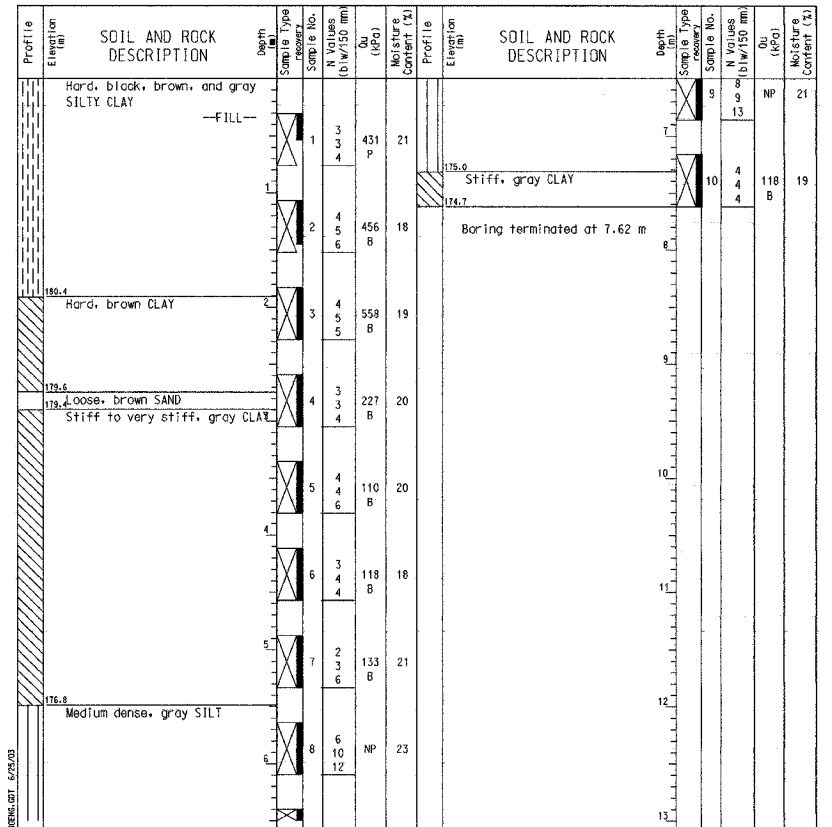 Profile
Elevation (m)
SOIL AND ROCK DESCRIPTION
Depth (m)
Sample Type recovery
Sample No.
N Values (blw/150 mm)
Qu (kPa)
Moisture Content (%)
Profile
Elevation (m)
SOIL AND ROCK DESCRIPTION
Depth (m)
Sample Type recovery
Sample No.
N Values (blw/150 mm)
Qu (kPa)
Moisture Content (%)
Hard, black, brown, and gray
SILTY CLAY
--FILL--
1 3 3 4 431 P 21
1
2 4 5 6 456 B 18
180.4
Hard, brown CLAY
2
3 4 5 5 558 B 19
179.6
Loose, brown SAND
179.4
Stiff to very stiff, gray CLAY
4 3 3 4 227 B 20
5 4 4 6 110 B 20
4
6 3 4 4 118 B 18
5
7 2 3 6 133 B 21
176.8
Medium dense, gray SILT
6
8 6 10 12 NP 23
9 8 9 13 NP 21
7
175.0
Stiff, gray CLAY
10 4 4 4 118 B 19
174.7
Boring terminated at 7.62 m
8
9
10
11
12
13
6/25/03